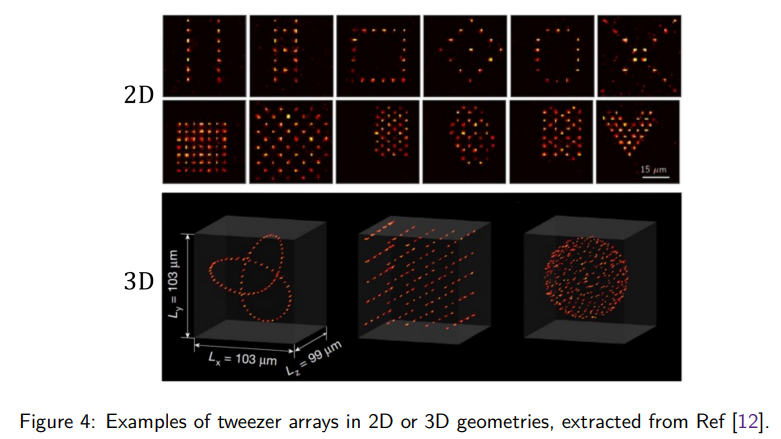 2D
15 μm
3D
L_y = 103 μm
L_x = 103 μm
L_z = 99 μm
Figure 4: Examples of tweezer arrays in 2D or 3D geometries, extracted from Ref [12].